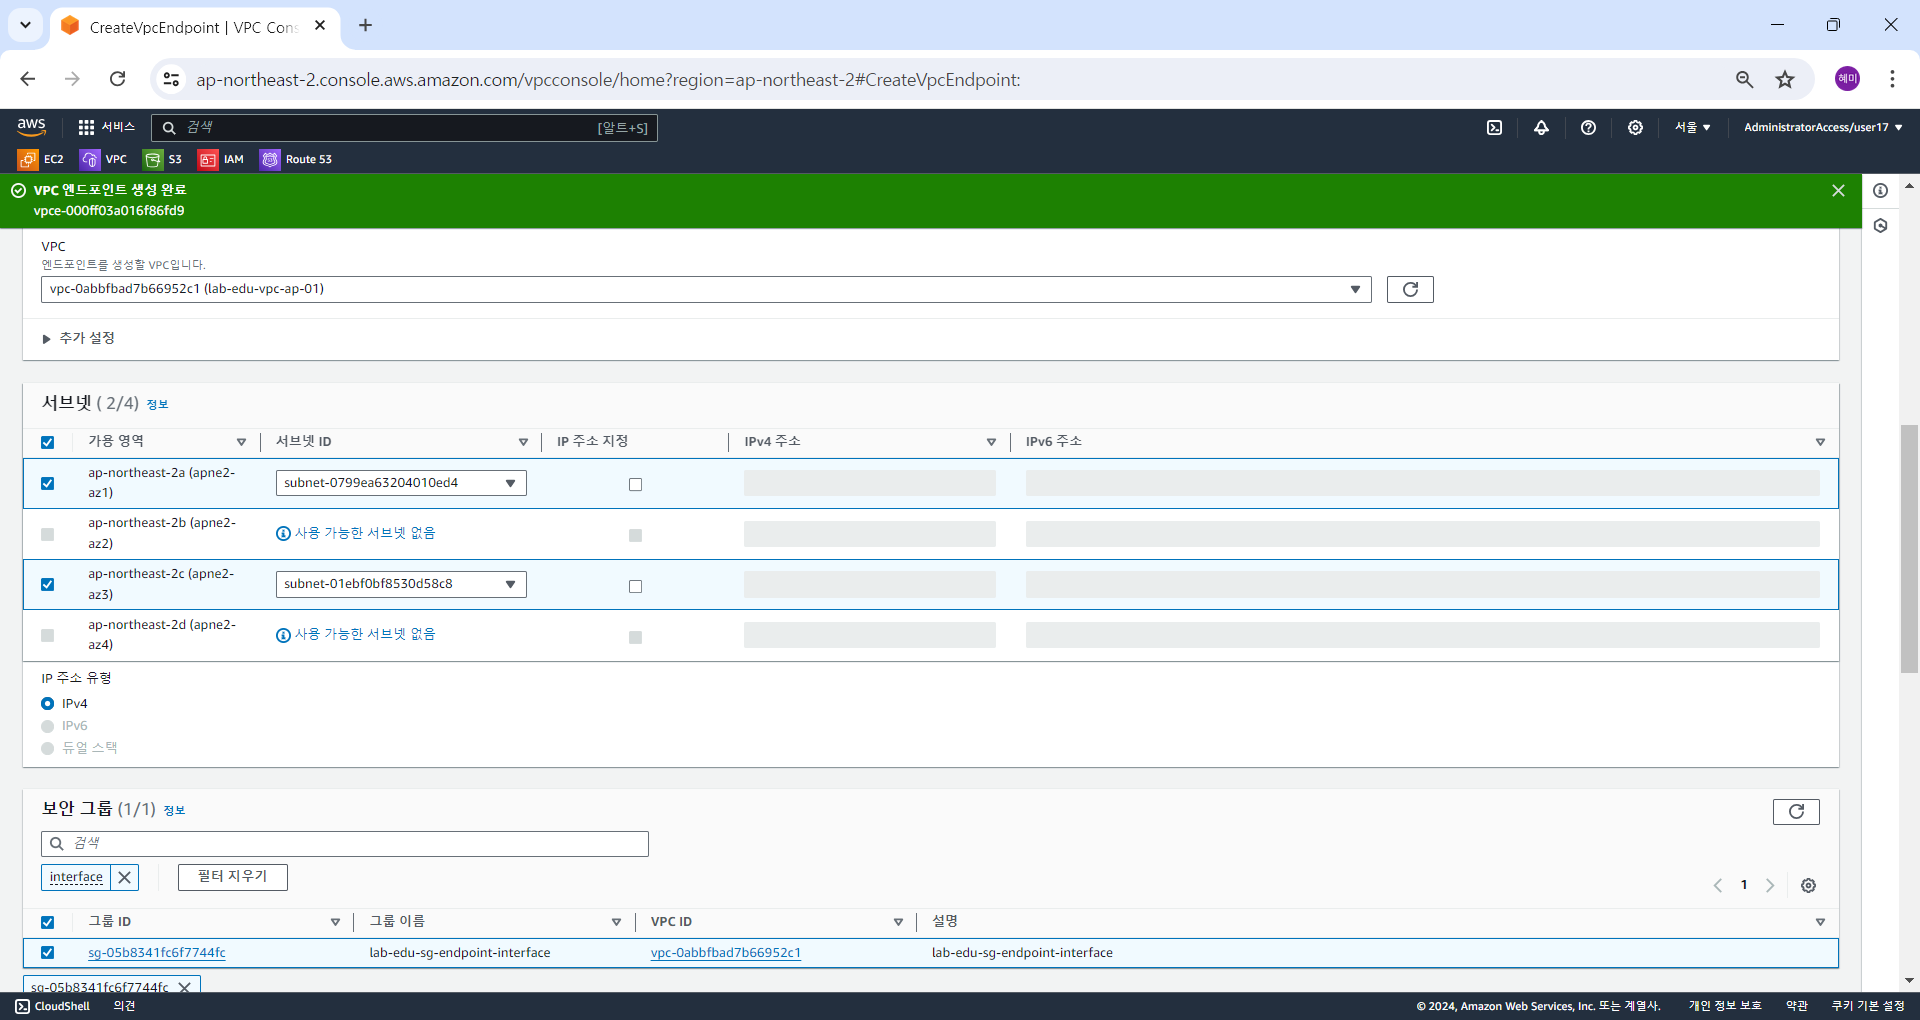 CreateVpcEndpoint | VPC Cons
ap-northeast-2.console.aws.amazon.com/vpcconsole/home?region=ap-northeast-2#CreateVpcEndpoint:
혜미
aws
서비스
검색
[알트+S]
서울
AdministratorAccess/user17
EC2
VPC
S3
IAM
Route 53
VPC 엔드포인트 생성 완료
vpce-000ff03a016f86fd9
VPC
엔드포인트를 생성할 VPC입니다.
vpc-0abbfbad7b66952c1 (lab-edu-vpc-ap-01)
추가 설정
서브넷 ( 2/4) 정보
가용 영역
서브넷 ID
IP 주소 지정
IPv4 주소
IPv6 주소
ap-northeast-2a (apne2-
az1)
subnet-0799ea63204010ed4
ap-northeast-2b (apne2-
az2)
사용 가능한 서브넷 없음
ap-northeast-2c (apne2-
az3)
subnet-01ebf0bf8530d58c8
ap-northeast-2d (apne2-
az4)
사용 가능한 서브넷 없음
IP 주소 유형
IPv4
IPv6
듀얼 스택
보안 그룹 (1/1) 정보
검색
interface
필터 지우기
1
그룹 ID
그룹 이름
VPC ID
설명
sg-05b8341fc6f7744fc
lab-edu-sg-endpoint-interface
vpc-0abbfbad7b66952c1
lab-edu-sg-endpoint-interface
sg-05b8341fc6f7744fc
CloudShell
의견
© 2024, Amazon Web Services, Inc. 또는 계열사.
개인 정보 보호
약관
쿠키 기본 설정